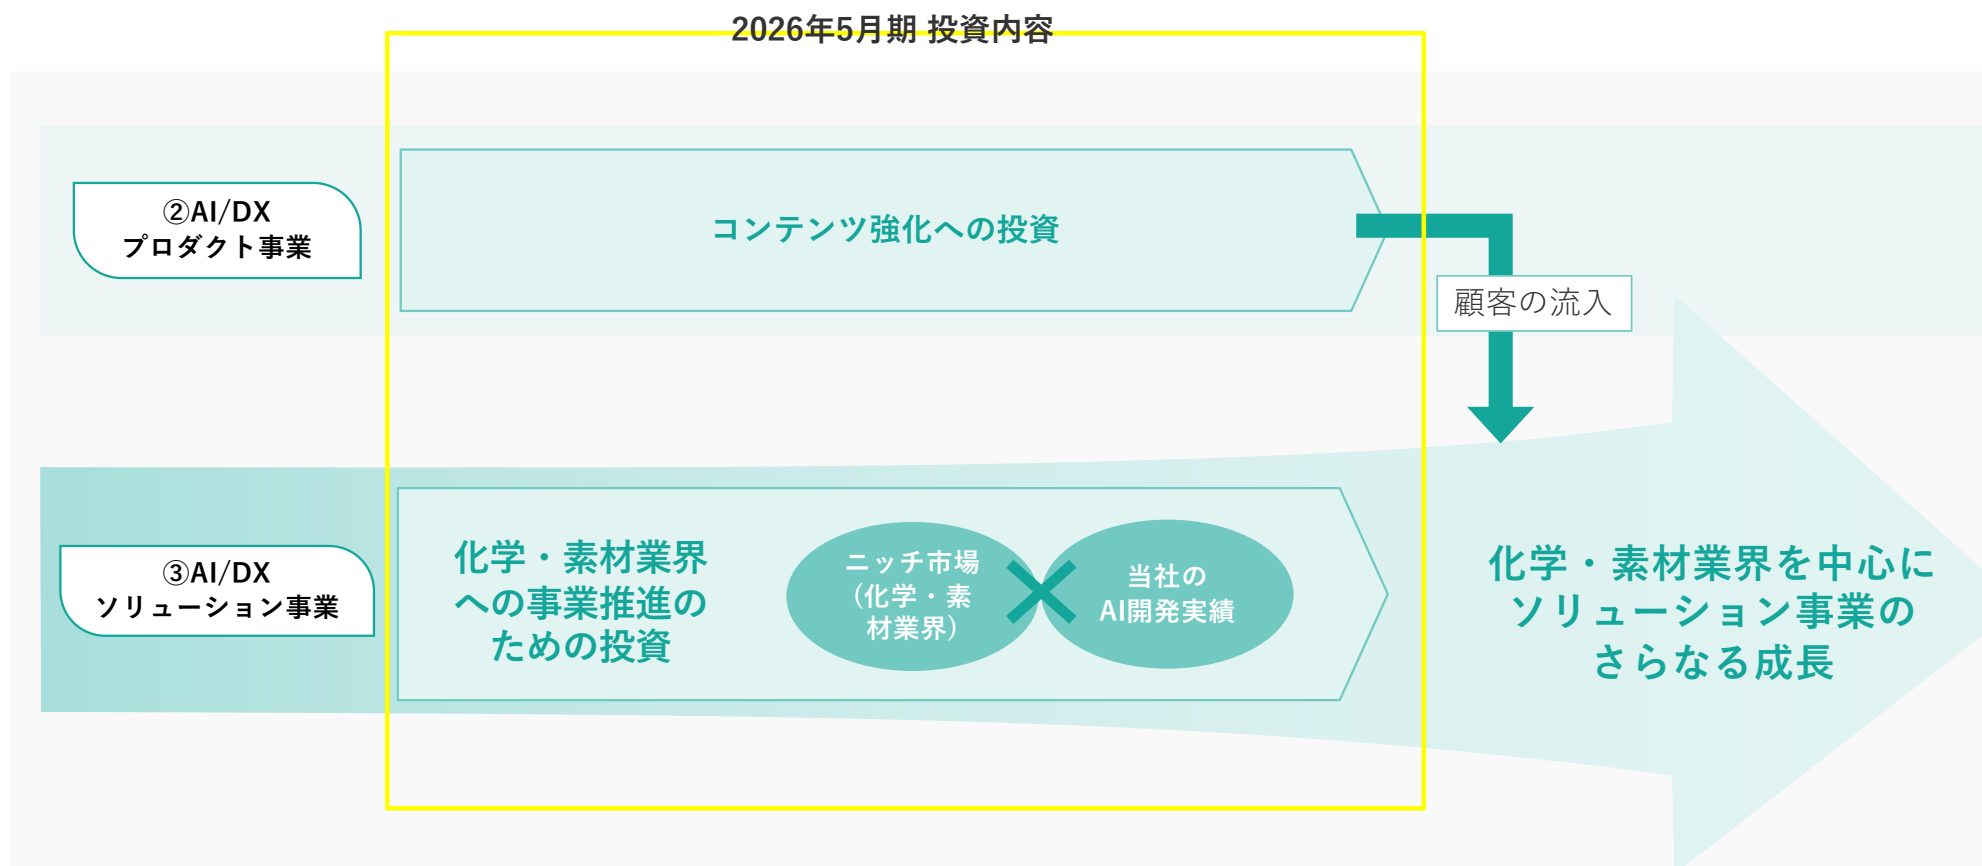 2026年5月期 投資内容
②AI/DX
プロダクト事業
コンテンツ強化への投資
顧客の流入
③AI/DX
ソリューション事業
化学・素材業界
への事業推進の
ための投資
ニッチ市場
(化学・素
材業界)
当社の
AI開発実績
化学・素材業界を中心に
ソリューション事業の
さらなる成長